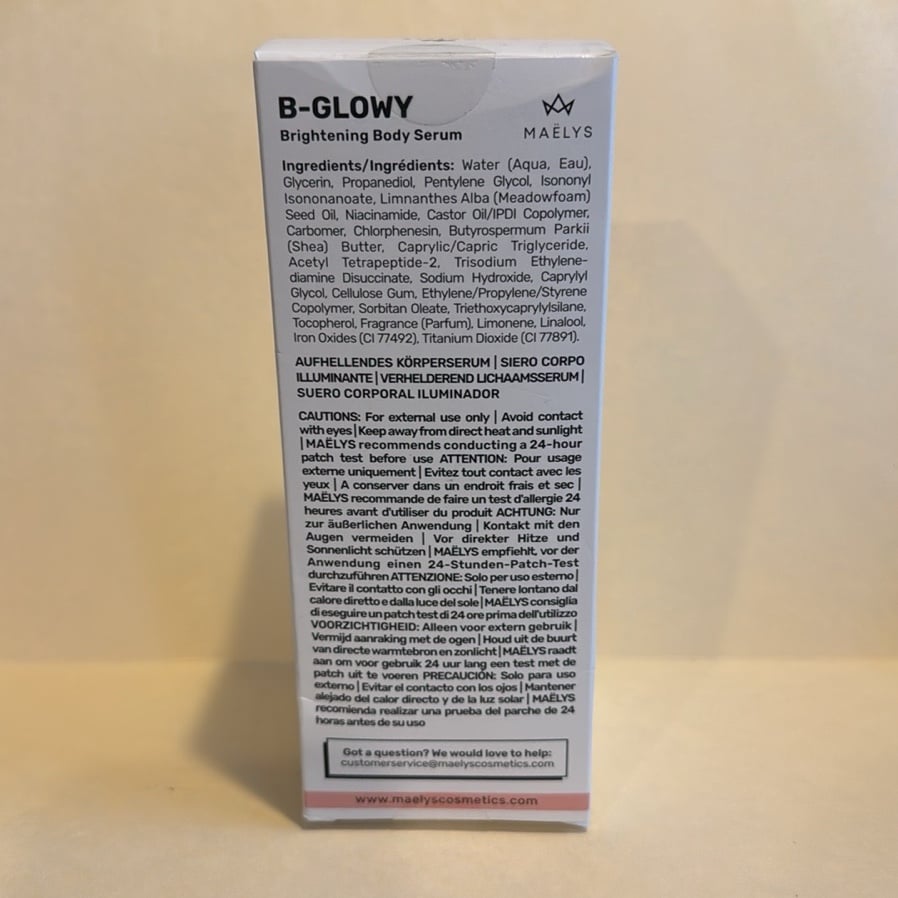 B-GLOWY
Brightening Body Serum
MAËLYS
Ingredients/Ingrédients: Water (Aqua, Eau),
Glycerin, Propanediol, Pentylene Glycol, Isononyl
Isononanoate, Limnanthes Alba (Meadowfoam)
Seed Oil, Niacinamide, Castor Oil/IPDI Copolymer,
Carbomer, Chlorphenesin, Butyrospermum Parkii
(Shea) Butter, Caprylic/Capric Triglyceride,
Acetyl Tetrapeptide-2, Trisodium Ethylene-
diamine Disuccinate, Sodium Hydroxide, Caprylyl
Glycol, Cellulose Gum, Ethylene/Propylene/Styrene
Copolymer, Sorbitan Oleate, Triethoxycaprylylsilane,
Tocopherol, Fragrance (Parfum), Limonene, Linalool,
Iron Oxides (CI 77492), Titanium Dioxide (CI 77891).
AUFHELLENDES KÖRPERSERUM | SIERO CORPO
ILLUMINANTE | VERHELDEREND LICHAAMSSERUM |
SUERO CORPORAL ILUMINADOR
CAUTIONS: For external use only | Avoid contact
with eyes | Keep away from direct heat and sunlight
| MAËLYS recommends conducting a 24-hour
patch test before use ATTENTION: Pour usage
externe uniquement | Evitez tout contact avec les
yeux | A conserver dans un endroit frais et sec |
MAËLYS recommande de faire un test d'allergie 24
heures avant d'utiliser du produit ACHTUNG: Nur
zur äußerlichen Anwendung | Kontakt mit den
Augen vermeiden | Vor direkter Hitze und
Sonnenlicht schützen | MAËLYS empfiehlt, vor der
Anwendung einen 24-Stunden-Patch-Test
durchzuführen ATTENZIONE: Solo per uso esterno |
Evitare il contatto con gli occhi | Tenere lontano dal
calore diretto e dalla luce del sole | MAËLYS consiglia
di eseguire un patch test di 24 ore prima dell'utilizzo
VOORZICHTIGHEID: Alleen voor extern gebruik |
Vermijd aanraking met de ogen | Houd uit de buurt
van directe warmtebron en zonlicht | MAËLYS raadt
aan om voor gebruik 24 uur lang een test met de
patch uit te voeren PRECAUCIÓN: Solo para uso
externo | Evitar el contacto con los ojos | Mantener
alejado del calor directo y de la luz solar | MAËLYS
recomienda realizar una prueba del parche de 24
horas antes de su uso
Got a question? We would love to help:
customerservice@maelyscosmetics.com
www.maelyscosmetics.com